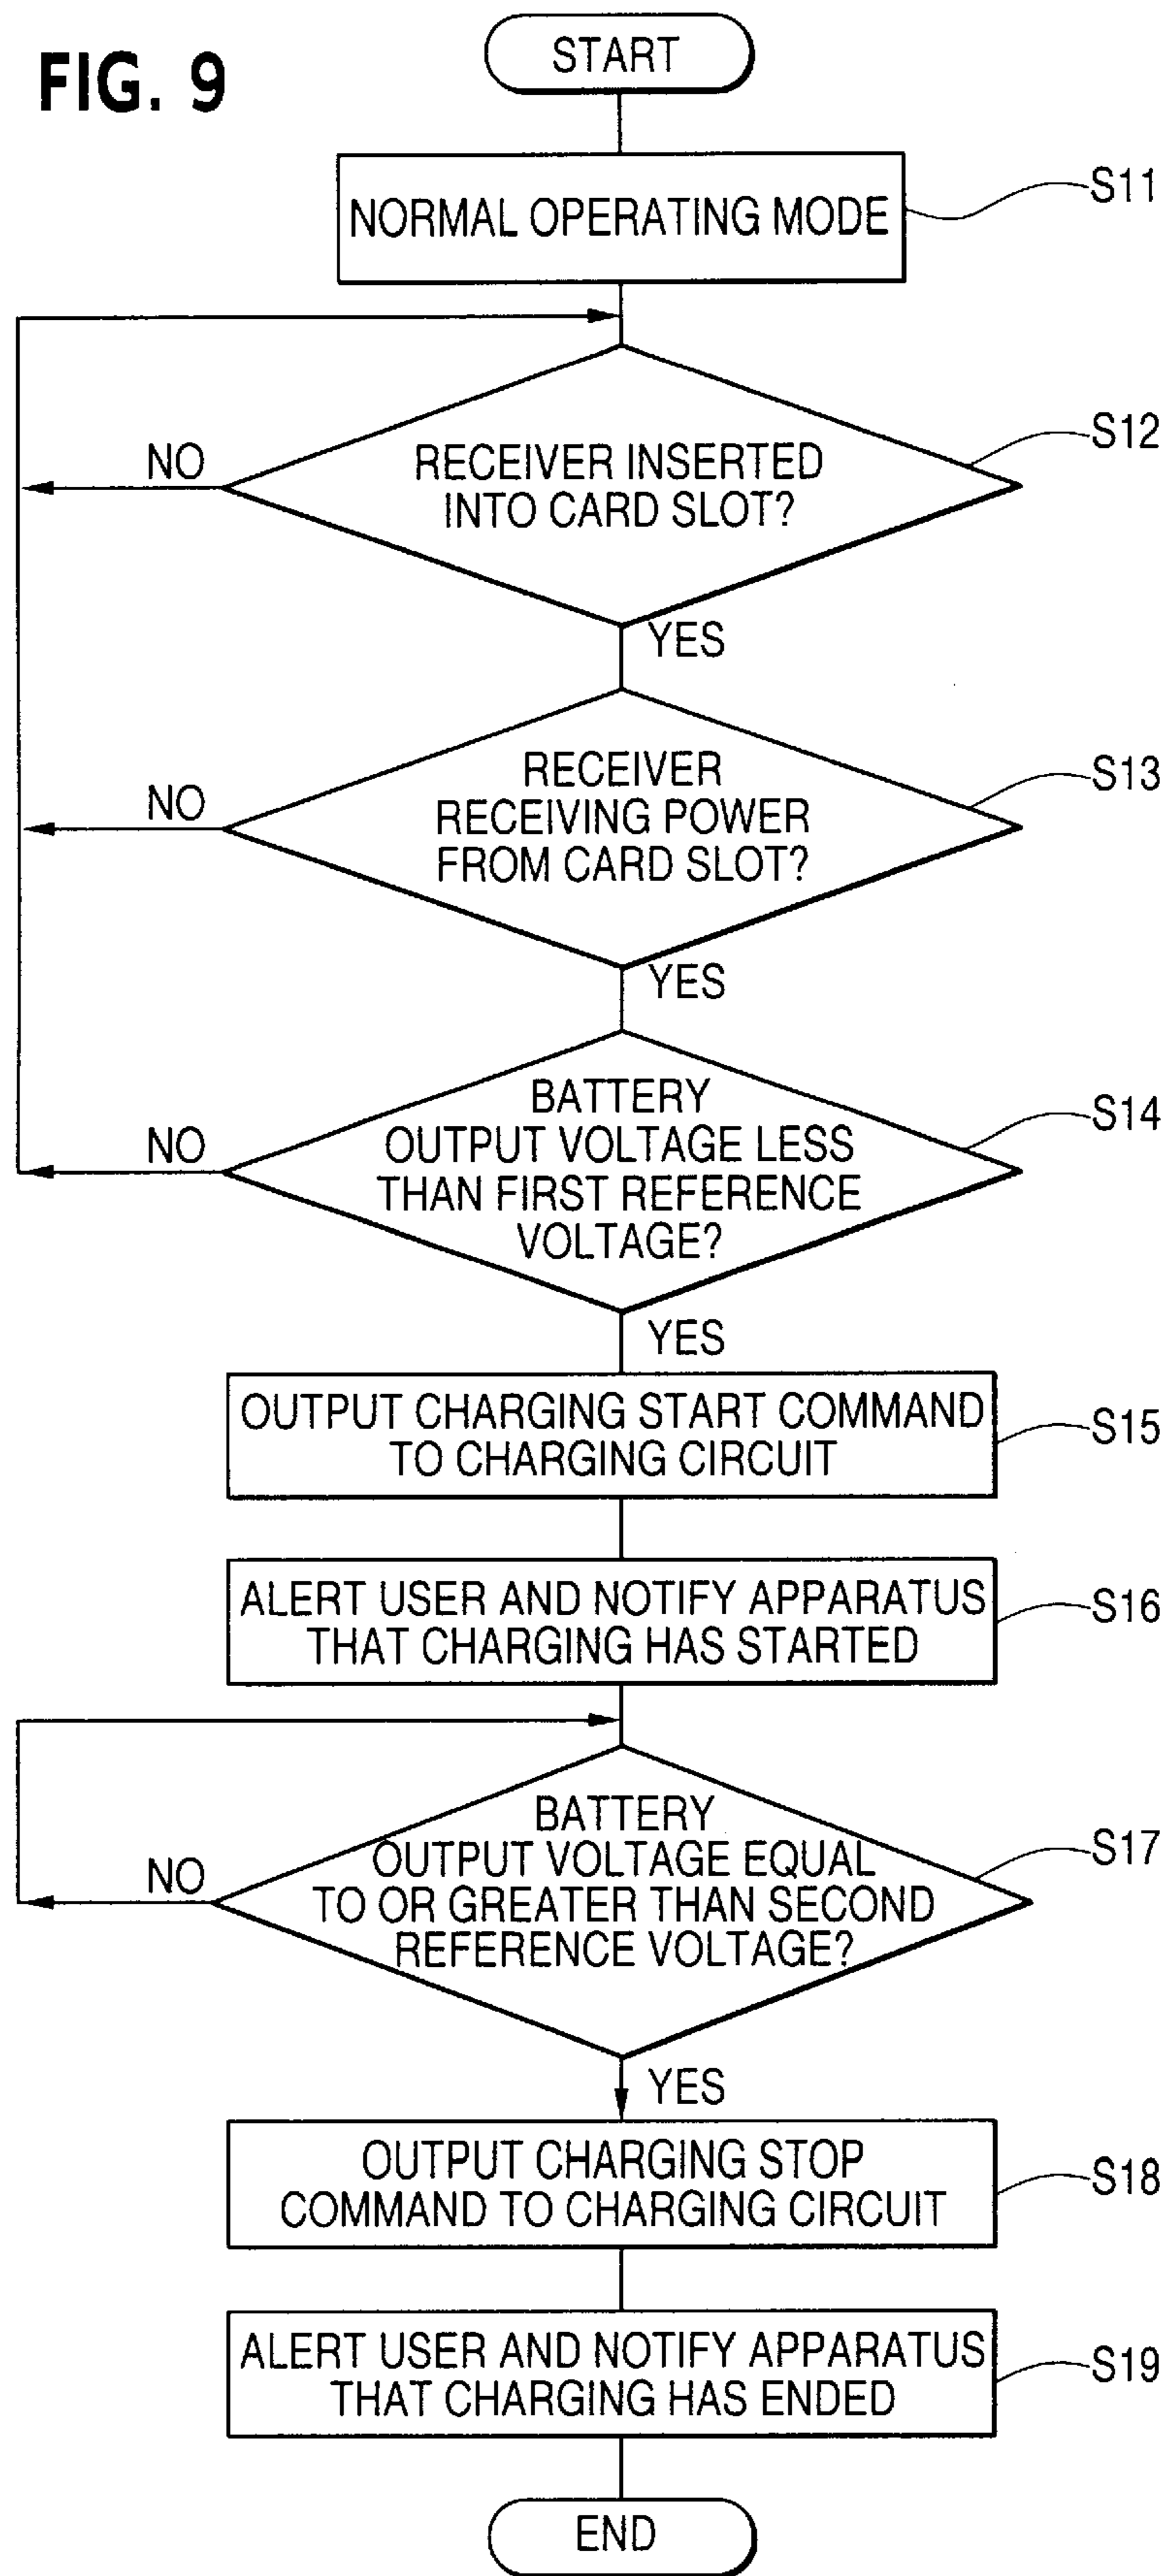 FIG. 9
START
NORMAL OPERATING MODE
S11
RECEIVER INSERTED
INTO CARD SLOT?
S12
NO
YES
RECEIVER
RECEIVING POWER
FROM CARD SLOT?
S13
NO
YES
BATTERY
OUTPUT VOLTAGE LESS
THAN FIRST REFERENCE
VOLTAGE?
S14
NO
YES
OUTPUT CHARGING START COMMAND
TO CHARGING CIRCUIT
S15
ALERT USER AND NOTIFY APPARATUS
THAT CHARGING HAS STARTED
S16
BATTERY
OUTPUT VOLTAGE EQUAL
TO OR GREATER THAN SECOND
REFERENCE VOLTAGE?
S17
NO
YES
OUTPUT CHARGING STOP
COMMAND TO CHARGING CIRCUIT
S18
ALERT USER AND NOTIFY APPARATUS
THAT CHARGING HAS ENDED
S19
END